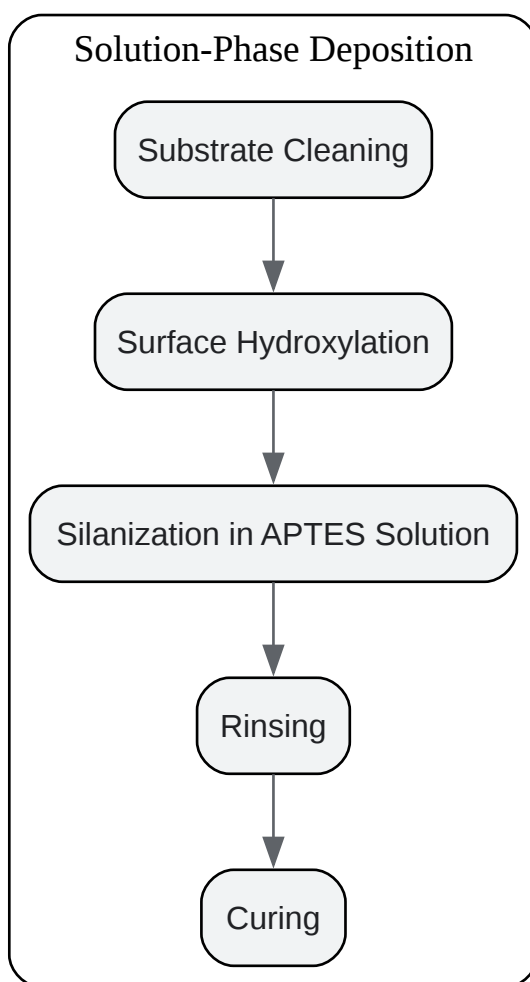 Solution-Phase Deposition
Substrate Cleaning
Surface Hydroxylation
Silanization in APTES Solution
Rinsing
Curing